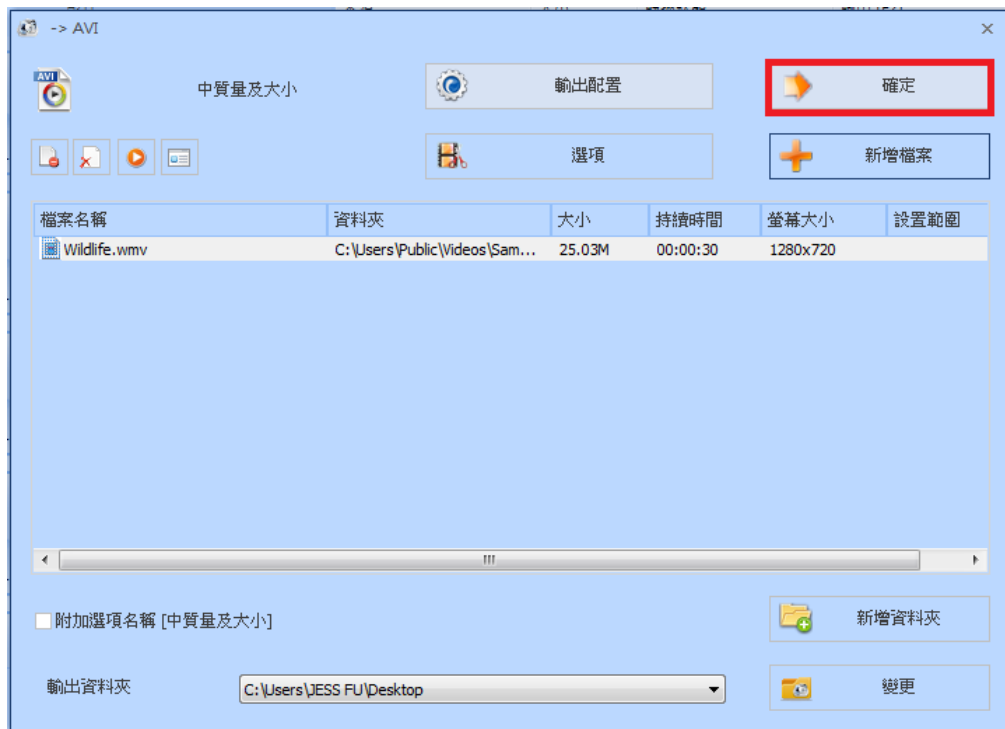 -> AVI
AVI
中質量及大小
輸出配置
確定
選項
新增檔案
檔案名稱 資料夾 大小 持續時間 螢幕大小 設置範圍
Wildlife.wmv C:\Users\Public\Videos\Sam... 25.03M 00:00:30 1280x720
附加選項名稱 [中質量及大小]
新增資料夾
輸出資料夾
C:\Users\JESS FU\Desktop
變更